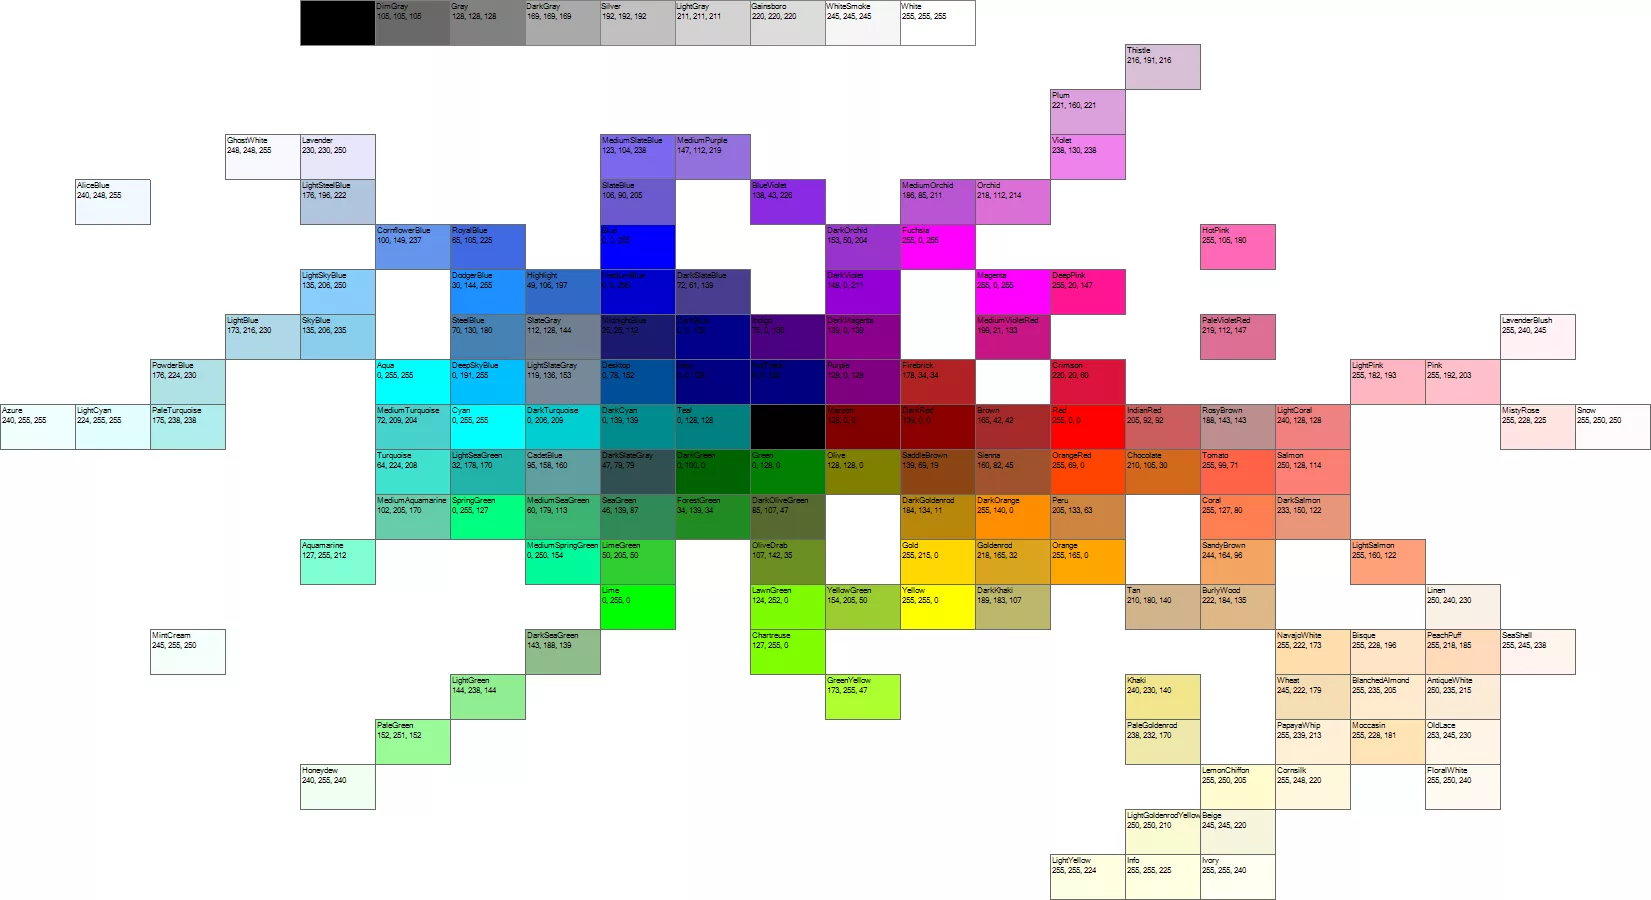 DimGray
105, 105, 105
Gray
128, 128, 128
DarkGray
169, 169, 169
Silver
192, 192, 192
LightGray
211, 211, 211
Gainsboro
220, 220, 220
WhiteSmoke
245, 245, 245
White
255, 255, 255
Thistle
216, 191, 216
Plum
221, 160, 221
GhostWhite
248, 248, 255
Lavender
230, 230, 250
MediumSlateBlue
123, 104, 238
MediumPurple
147, 112, 219
Violet
238, 130, 238
AliceBlue
240, 248, 255
LightSteelBlue
176, 196, 222
SlateBlue
106, 90, 205
BlueViolet
138, 43, 226
MediumOrchid
186, 85, 211
Orchid
218, 112, 214
CornflowerBlue
100, 149, 237
RoyalBlue
65, 105, 225
Blue
0, 0, 255
DarkOrchid
153, 50, 204
Fuchsia
255, 0, 255
HotPink
255, 105, 180
LightSkyBlue
135, 206, 250
DodgerBlue
30, 144, 255
Highlight
49, 106, 197
MediumBlue
0, 0, 205
DarkSlateBlue
72, 61, 139
DarkViolet
148, 0, 211
Magenta
255, 0, 255
DeepPink
255, 20, 147
LightBlue
173, 216, 230
SkyBlue
135, 206, 235
SteelBlue
70, 130, 180
SlateGray
112, 128, 144
MidnightBlue
25, 25, 112
Indigo
75, 0, 130
DarkMagenta
139, 0, 139
MediumVioletRed
199, 21, 133
PaleVioletRed
219, 112, 147
LavenderBlush
255, 240, 245
PowderBlue
176, 224, 230
Aqua
0, 255, 255
DeepSkyBlue
0, 191, 255
LightSlateGray
119, 136, 153
Desktop
0, 78, 152
Purple
128, 0, 128
Firebrick
178, 34, 34
Crimson
220, 20, 60
LightPink
255, 182, 193
Pink
255, 192, 203
Azure
240, 255, 255
LightCyan
224, 255, 255
PaleTurquoise
175, 238, 238
MediumTurquoise
72, 209, 204
Cyan
0, 255, 255
DarkTurquoise
0, 206, 209
DarkCyan
0, 139, 139
Teal
0, 128, 128
Maroon
128, 0, 0
DarkRed
139, 0, 0
Brown
165, 42, 42
Red
255, 0, 0
IndianRed
205, 92, 92
RosyBrown
188, 143, 143
LightCoral
240, 128, 128
MistyRose
255, 228, 225
Snow
255, 250, 250
Turquoise
64, 224, 208
LightSeaGreen
32, 178, 170
CadetBlue
95, 158, 160
DarkSlateGray
47, 79, 79
DarkGreen
0, 100, 0
Green
0, 128, 0
Olive
128, 128, 0
SaddleBrown
139, 69, 19
Sienna
160, 82, 45
OrangeRed
255, 69, 0
Chocolate
210, 105, 30
Tomato
255, 99, 71
Salmon
250, 128, 114
MediumAquamarine
102, 205, 170
SpringGreen
0, 255, 127
MediumSeaGreen
60, 179, 113
SeaGreen
46, 139, 87
ForestGreen
34, 139, 34
DarkOliveGreen
85, 107, 47
DarkGoldenrod
184, 134, 11
DarkOrange
255, 140, 0
Peru
205, 133, 63
Coral
255, 127, 80
DarkSalmon
233, 150, 122
Aquamarine
127, 255, 212
MediumSpringGreen
0, 250, 154
LimeGreen
50, 205, 50
OliveDrab
107, 142, 35
Gold
255, 215, 0
Goldenrod
218, 165, 32
Orange
255, 165, 0
SandyBrown
244, 164, 96
LightSalmon
255, 160, 122
Lime
0, 255, 0
LawnGreen
124, 252, 0
YellowGreen
154, 205, 50
Yellow
255, 255, 0
DarkKhaki
189, 183, 107
Tan
210, 180, 140
BurlyWood
222, 184, 135
Linen
250, 240, 230
MintCream
245, 255, 250
DarkSeaGreen
143, 188, 139
Chartreuse
127, 255, 0
NavajoWhite
255, 222, 173
Bisque
255, 228, 196
PeachPuff
255, 218, 185
SeaShell
255, 245, 238
LightGreen
144, 238, 144
GreenYellow
173, 255, 47
Khaki
240, 230, 140
Wheat
245, 222, 179
BlanchedAlmond
255, 235, 205
AntiqueWhite
250, 235, 215
PaleGreen
152, 251, 152
PaleGoldenrod
238, 232, 170
PapayaWhip
255, 239, 213
Moccasin
255, 228, 181
OldLace
253, 245, 230
Honeydew
240, 255, 240
LemonChiffon
255, 250, 205
Cornsilk
255, 248, 220
FloralWhite
255, 250, 240
LightGoldenrodYellow
250, 250, 210
Beige
245, 245, 220
LightYellow
255, 255, 224
Info
255, 255, 225
Ivory
255, 255, 240